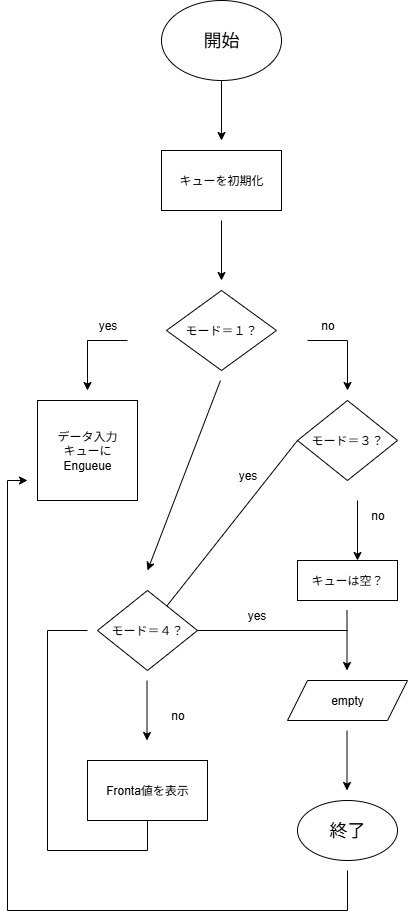 開始
キューを初期化
モード＝１？
yes
no
データ入力
キューに
Engueue
モード＝３？
yes
no
キューは空？
モード＝４？
yes
empty
no
Fronta値を表示
終了